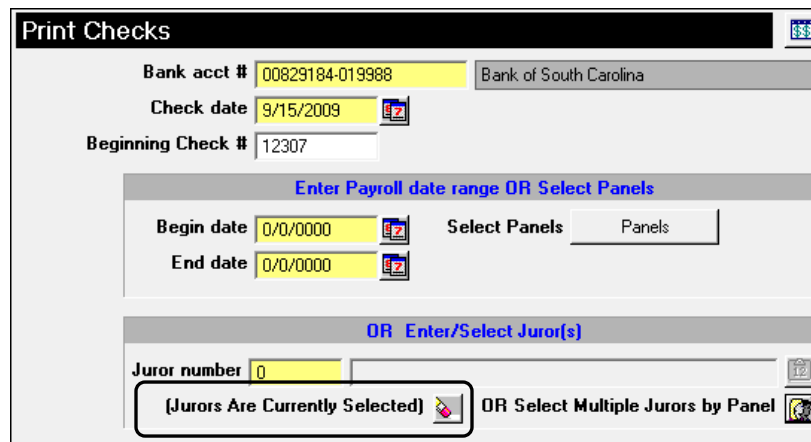 Print Checks
Bank acct # 00829184-019988 Bank of South Carolina
Check date 9/15/2009
Beginning Check # 12307
Enter Payroll date range OR Select Panels
Begin date 0/0/0000 Select Panels Panels
End date 0/0/0000
OR Enter/Select Juror(s)
Juror number 0
(Jurors Are Currently Selected) OR Select Multiple Jurors by Panel